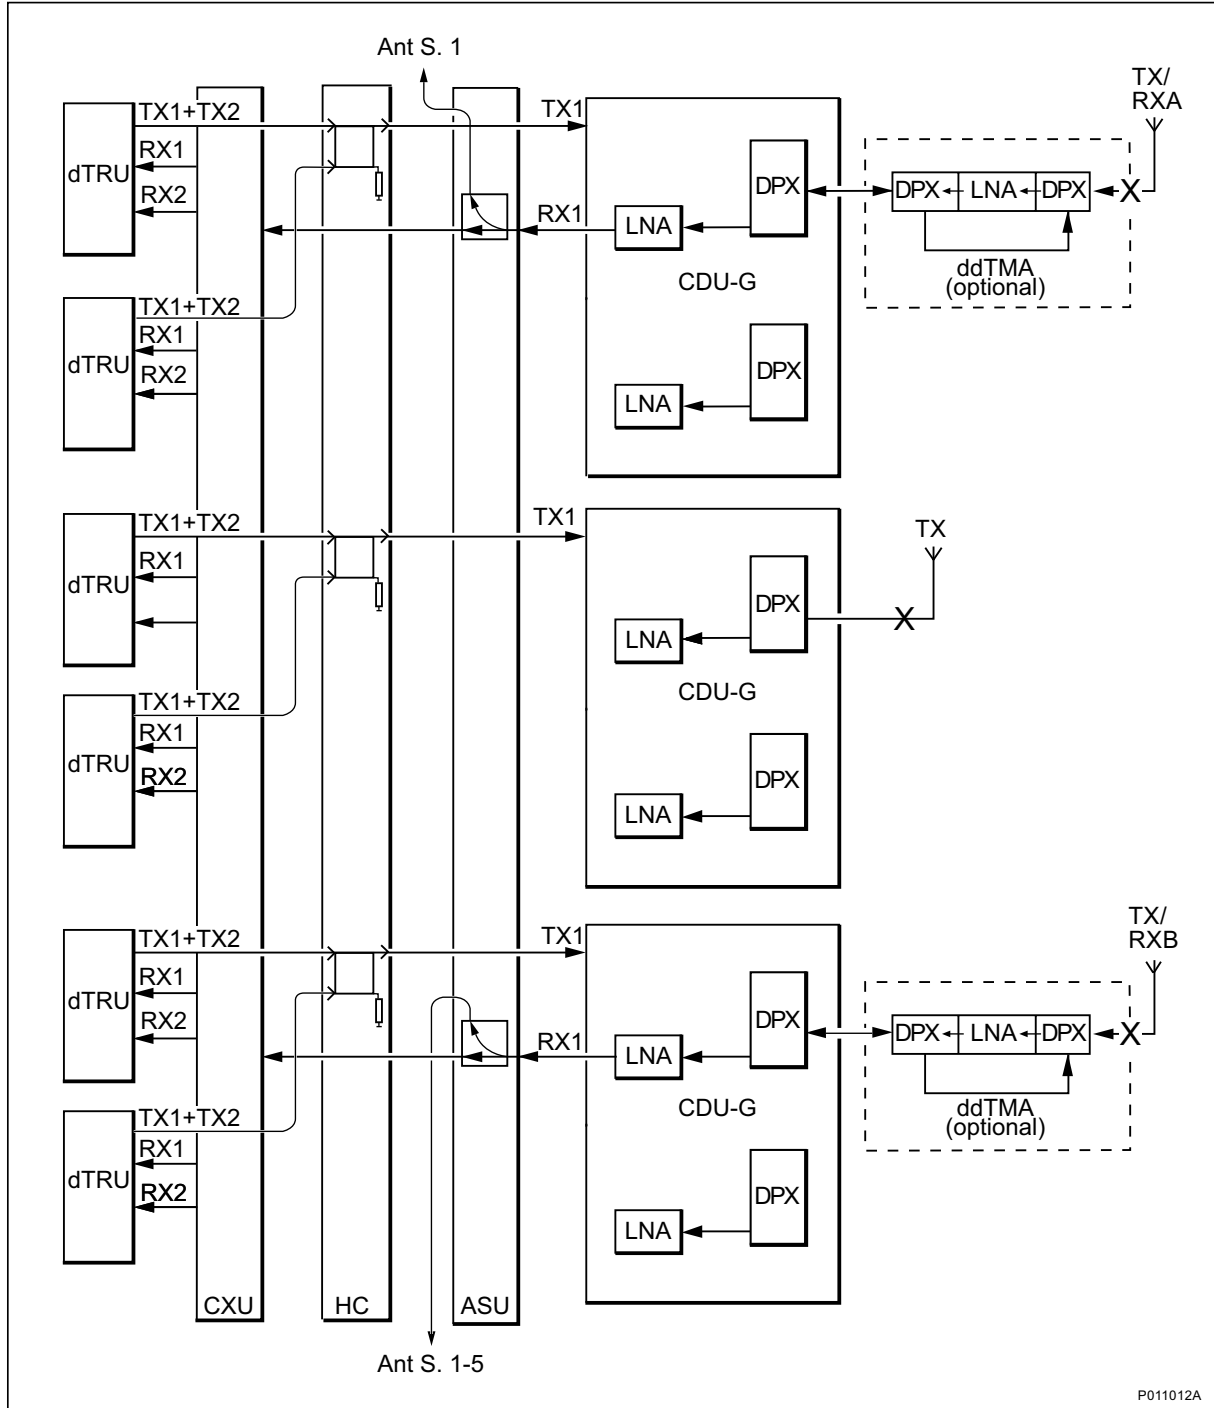 Ant S. 1
TX/
RXA
TX1+TX2
TX1
dTRU
RX1
RX2
RX1
DPX
LNA
DPX
LNA
DPX
CDU-G
ddTMA
(optional)
TX1+TX2
dTRU
RX1
RX2
DPX
LNA
TX1+TX2
TX1
TX
dTRU
RX1
DPX
LNA
CDU-G
TX1+TX2
dTRU
RX1
RX2
DPX
LNA
TX/
RXB
TX1+TX2
TX1
dTRU
RX1
RX2
RX1
DPX
LNA
DPX
LNA
DPX
CDU-G
ddTMA
(optional)
TX1+TX2
dTRU
RX1
RX2
DPX
LNA
CXU
HC
ASU
Ant S. 1-5
P011012A